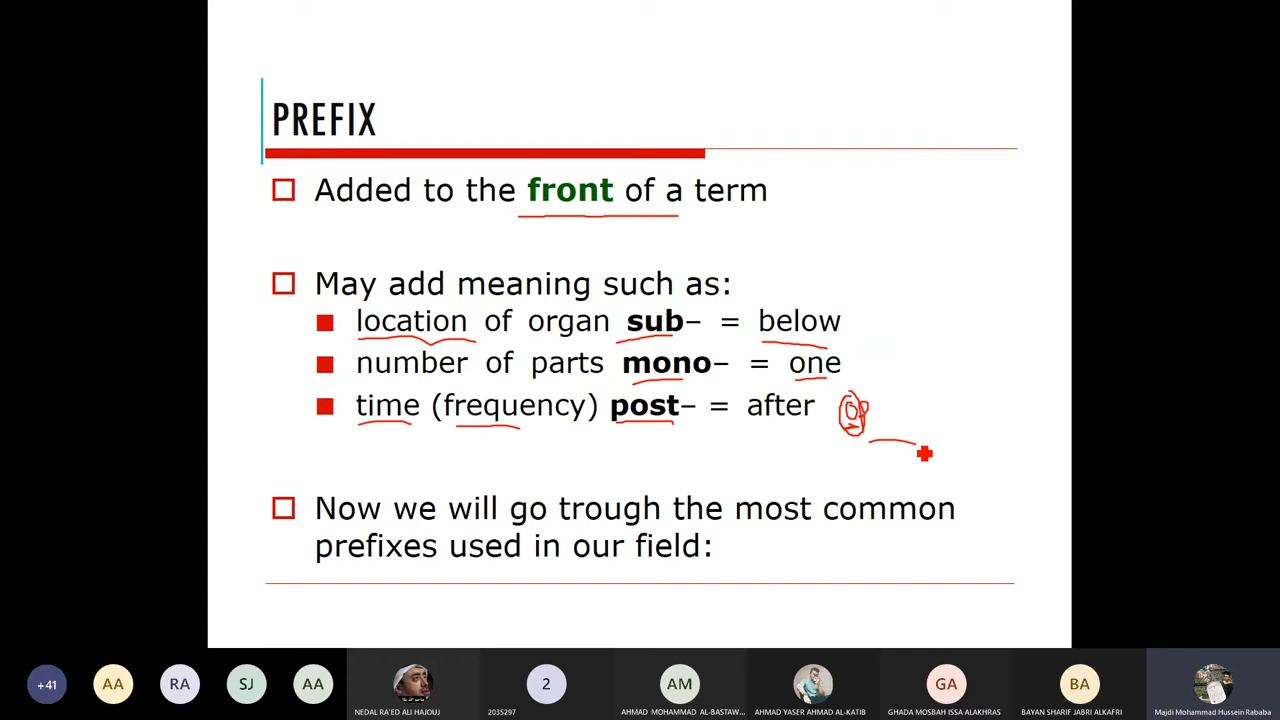 PREFIX
Added to the front of a term
May add meaning such as:
location of organ sub– = below
number of parts mono– = one
time (frequency) post– = after
Now we will go trough the most common
prefixes used in our field:
+41
AA
RA
SJ
AA
2
AM
GA
BA
NEDAL RA'ED ALI HAJOUJ
2035297
AHMAD MOHAMMAD AL-BASTAW...
AHMAD YASER AHMAD AL-KATIB
GHADA MOSBAH ISSA ALAKHRAS
BAYAN SHARIF JABRI ALKAFRI
Majdi Mohammad Hussein Rababa